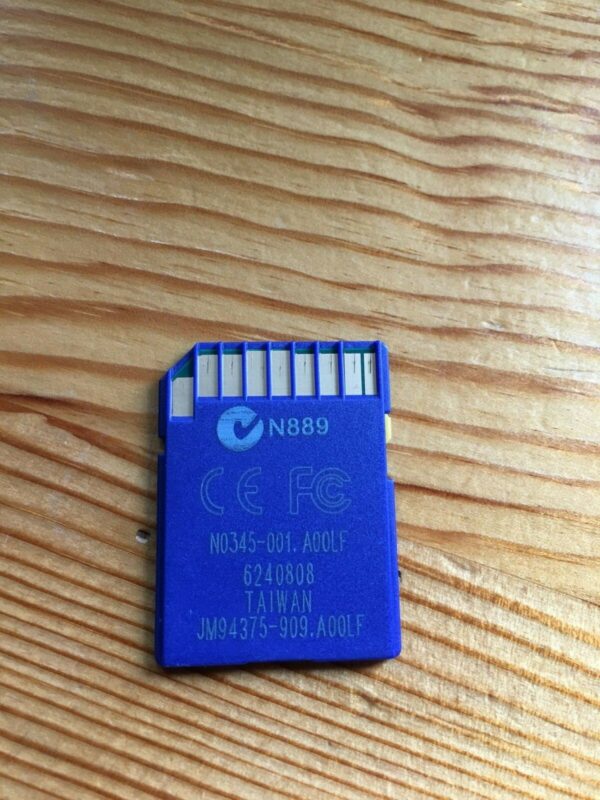 N889
CE FC
N0345-001.A00LF
6240808
TAIWAN
JM94375-909.A00LF